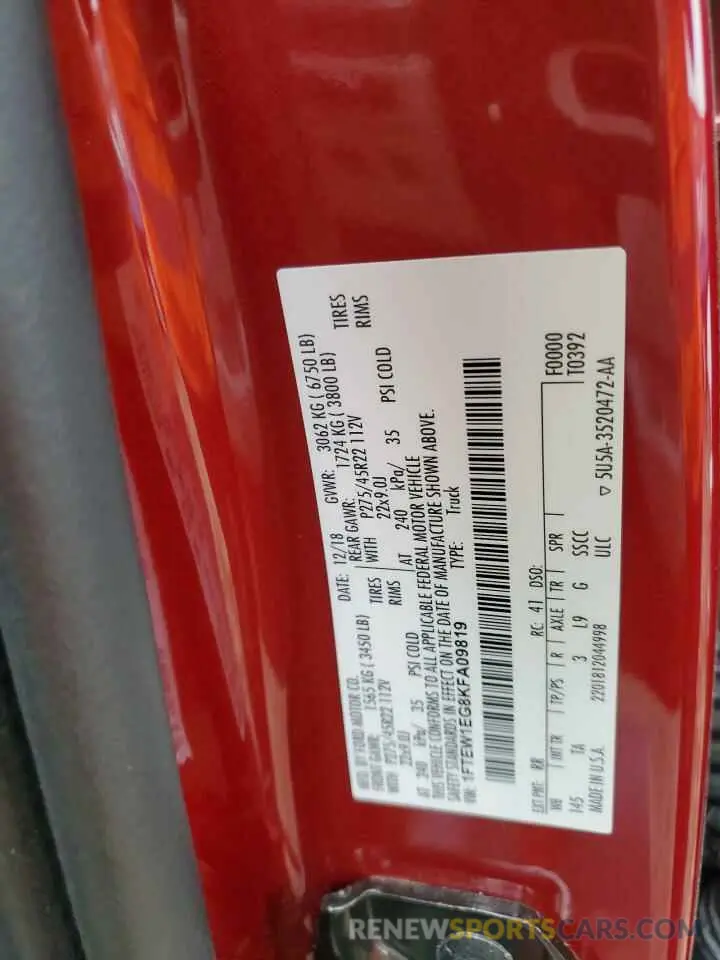 MFD. BY FORD MOTOR CO.
DATE: 12/18 GVWR: 3062 KG ( 6750 LB)
FRONT GAWR: 1565 KG ( 3450 LB) REAR GAWR: 1724 KG ( 3800 LB)
WITH P275/45R22 112V TIRES WITH P275/45R22 112V TIRES
22x9.0J RIMS 22x9.0J RIMS
AT 240 kPa/ 35 PSI COLD AT 240 kPa/ 35 PSI COLD
THIS VEHICLE CONFORMS TO ALL APPLICABLE FEDERAL MOTOR VEHICLE
SAFETY STANDARDS IN EFFECT ON THE DATE OF MANUFACTURE SHOWN ABOVE.
VIN: 1FTEW1EG8KFA09819 TYPE: Truck
EXT PNT: RR RC: 41 DSO: F0000
WB INT TR TP/PS R AXLE TR SPR T0392
145 TA 3 L9 G SSCC
MADE IN U.S.A. 2201812044998 ULC ▽ 5U5A-3520472-AA
RENEWSPORTSCARS.COM